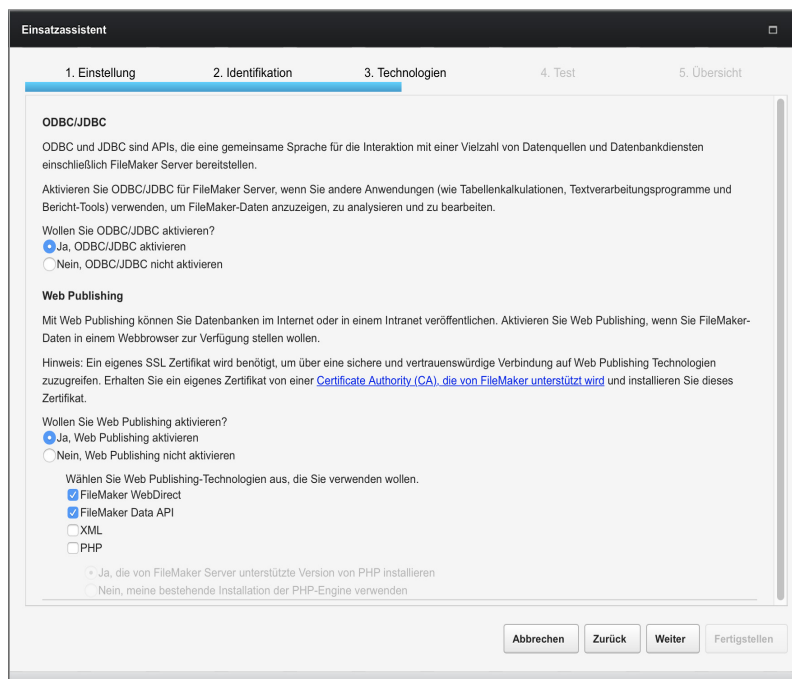 Einsatzassistent
1. Einstellung
2. Identifikation
3. Technologien
4. Test
5. Übersicht
ODBC/JDBC
ODBC und JDBC sind APIs, die eine gemeinsame Sprache für die Interaktion mit einer Vielzahl von Datenquellen und Datenbankdiensten
einschließlich FileMaker Server bereitstellen.
Aktivieren Sie ODBC/JDBC für FileMaker Server, wenn Sie andere Anwendungen (wie Tabellenkalkulationen, Textverarbeitungsprogramme und
Bericht-Tools) verwenden, um FileMaker-Daten anzuzeigen, zu analysieren und zu bearbeiten.
Wollen Sie ODBC/JDBC aktivieren?
Ja, ODBC/JDBC aktivieren
Nein, ODBC/JDBC nicht aktivieren
Web Publishing
Mit Web Publishing können Sie Datenbanken im Internet oder in einem Intranet veröffentlichen. Aktivieren Sie Web Publishing, wenn Sie FileMaker-
Daten in einem Webbrowser zur Verfügung stellen wollen.
Hinweis: Ein eigenes SSL Zertifikat wird benötigt, um über eine sichere und vertrauenswürdige Verbindung auf Web Publishing Technologien
zuzugreifen. Erhalten Sie ein eigenes Zertifikat von einer Certificate Authority (CA), die von FileMaker unterstützt wird und installieren Sie dieses
Zertifikat.
Wollen Sie Web Publishing aktivieren?
Ja, Web Publishing aktivieren
Nein, Web Publishing nicht aktivieren
Wählen Sie Web Publishing-Technologien aus, die Sie verwenden wollen.
FileMaker WebDirect
FileMaker Data API
XML
PHP
Ja, die von FileMaker Server unterstützte Version von PHP installieren
Nein, meine bestehende Installation der PHP-Engine verwenden
Abbrechen
Zurück
Weiter
Fertigstellen